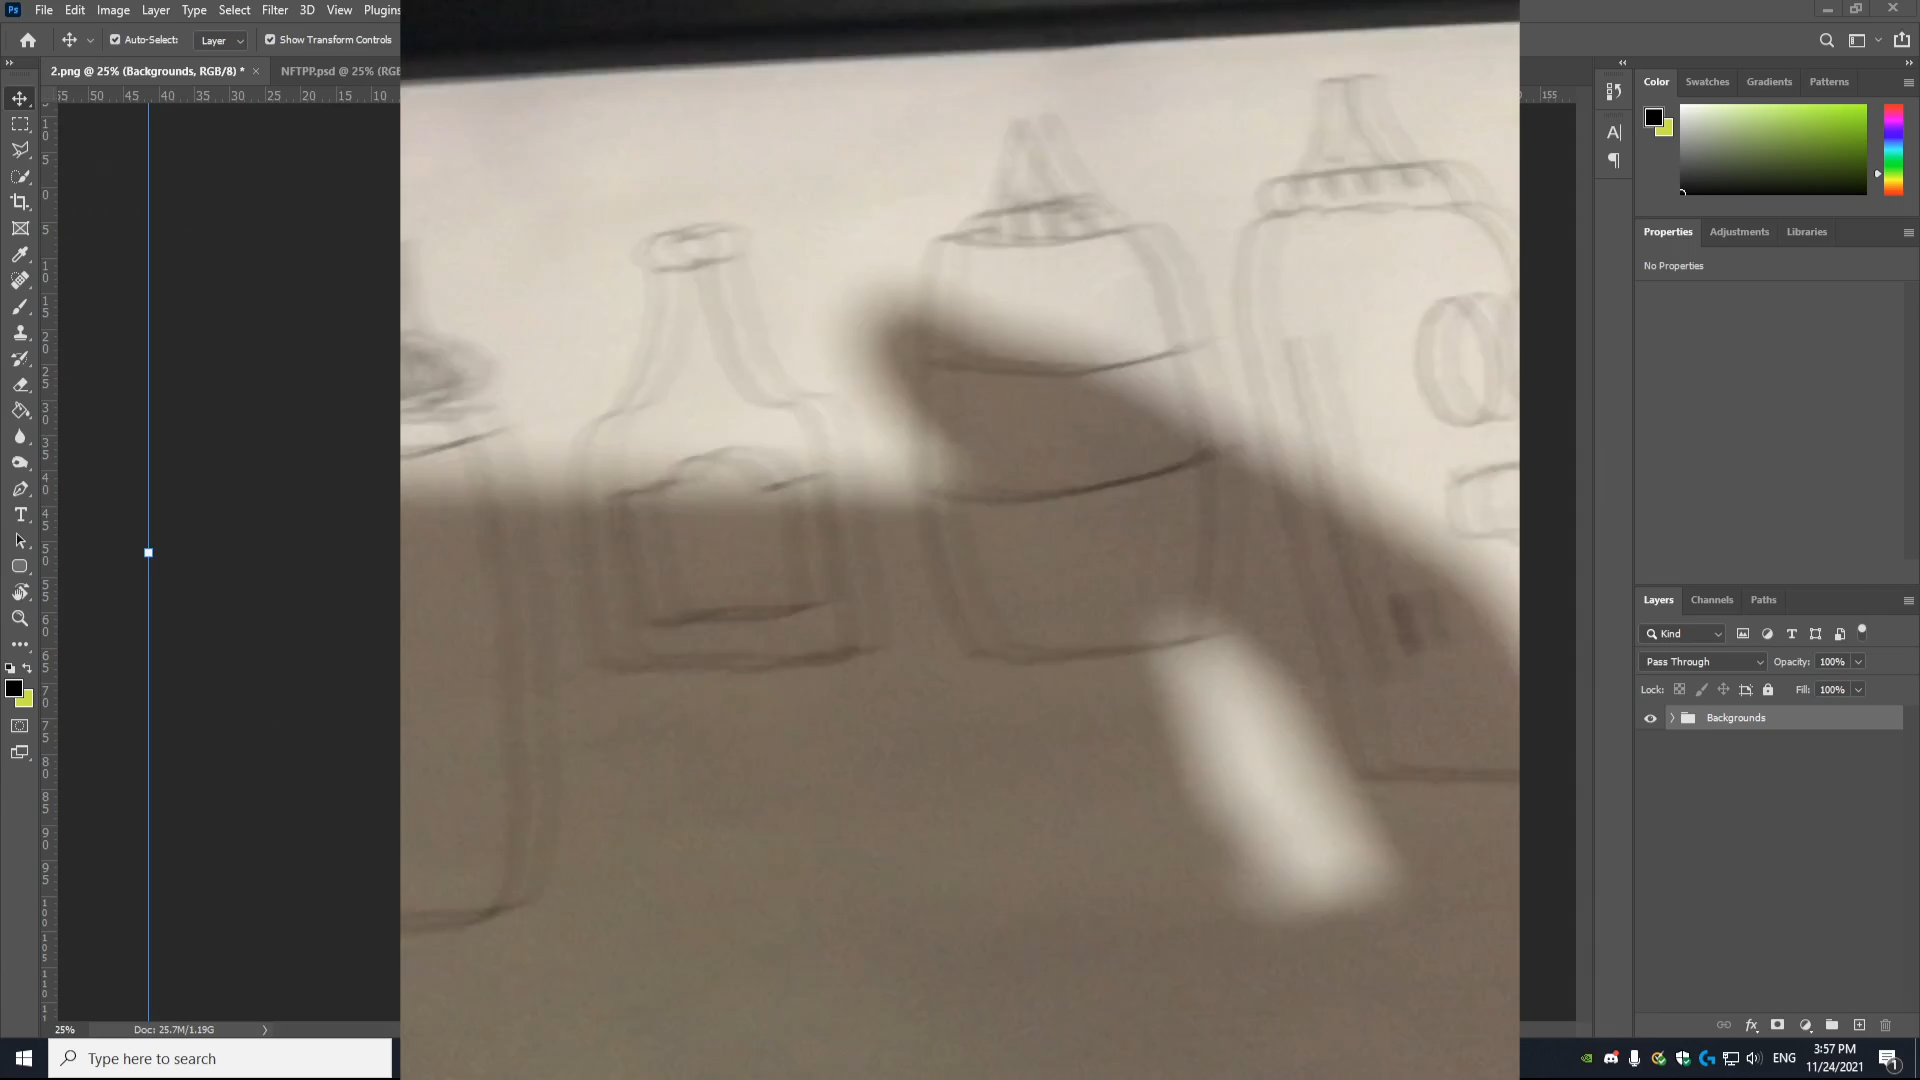 Ps File Edit Image Layer Type Select Filter 3D View Plugins
Auto-Select: Layer Show Transform Controls
2.png @ 25% (Backgrounds, RGB/8) * × NFTPP.psd @ 25% (RGB
55 50 45 40 35 30 25 20 15 10 155
Color Swatches Gradients Patterns
Properties Adjustments Libraries
No Properties
Layers Channels Paths
Kind
Pass Through Opacity: 100%
Lock: Fill: 100%
Backgrounds
25% Doc: 25.7M/1.19G
Type here to search
ENG 3:57 PM
11/24/2021 1